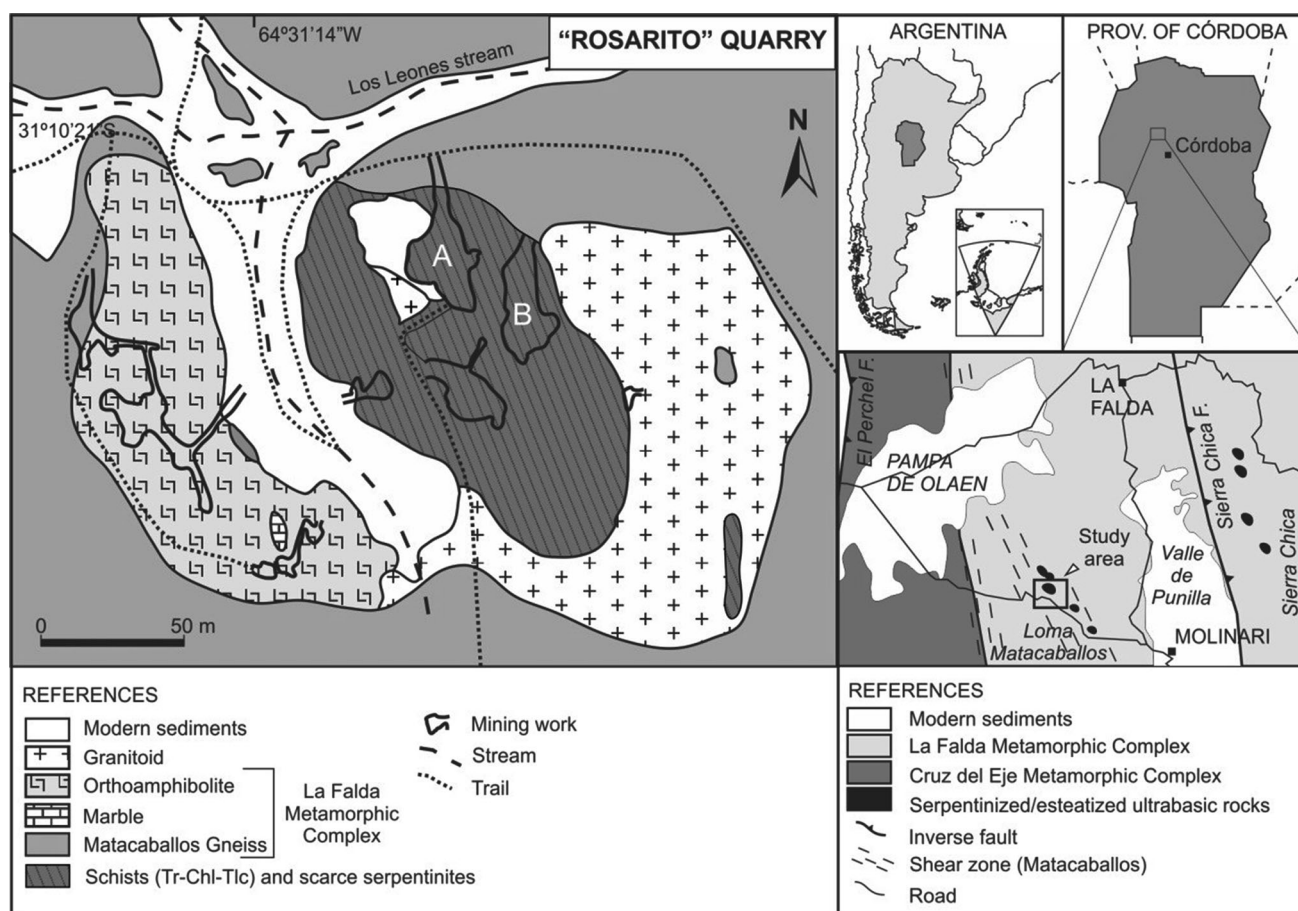 64º31'14"W
"ROSARITO" QUARRY
Los Leones stream
31º10'21"S
N
A
B
0 50 m
REFERENCES
Modern sediments
Granitoid
Orthoamphibolite
Marble
Matacaballos Gneiss
Schists (Tr-Chl-Tlc) and scarce serpentinites
La Falda
Metamorphic
Complex
Mining work
Stream
Trail
ARGENTINA
PROV. OF CÓRDOBA
Córdoba
El Perchel F.
PAMPA
DE OLAEN
LA
FALDA
Sierra Chica F.
Sierra Chica
Study
area
Valle
de
Punilla
Loma
Matacaballos
MOLINARI
REFERENCES
Modern sediments
La Falda Metamorphic Complex
Cruz del Eje Metamorphic Complex
Serpentinized/esteatized ultrabasic rocks
Inverse fault
Shear zone (Matacaballos)
Road